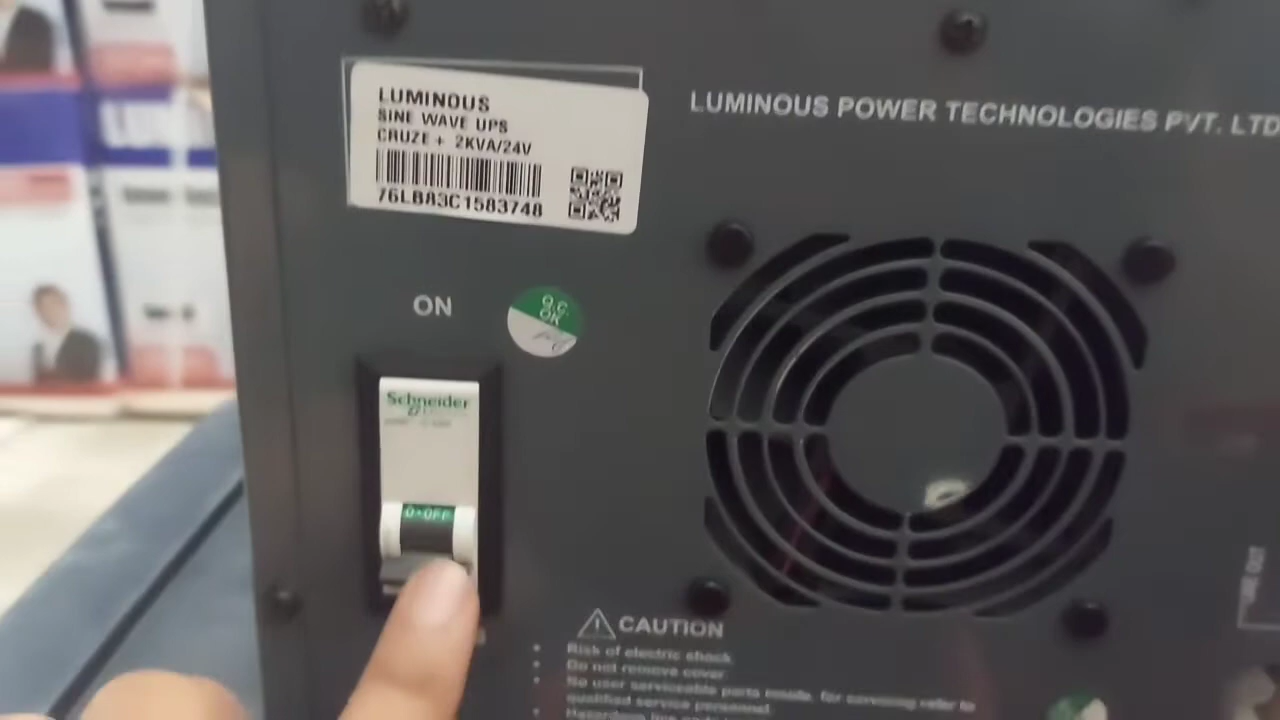 LUMINOUS
SINE WAVE UPS
CRUZE + 2KVA/24V
76LBA3C1583748
LUMINOUS POWER TECHNOLOGIES PVT. LTD
ON
Q.C.
OK
Schneider
O•OFF
CAUTION
Risk of electric shock
Do not remove cover
No user serviceable parts inside, for servicing refer to
qualified service personnel